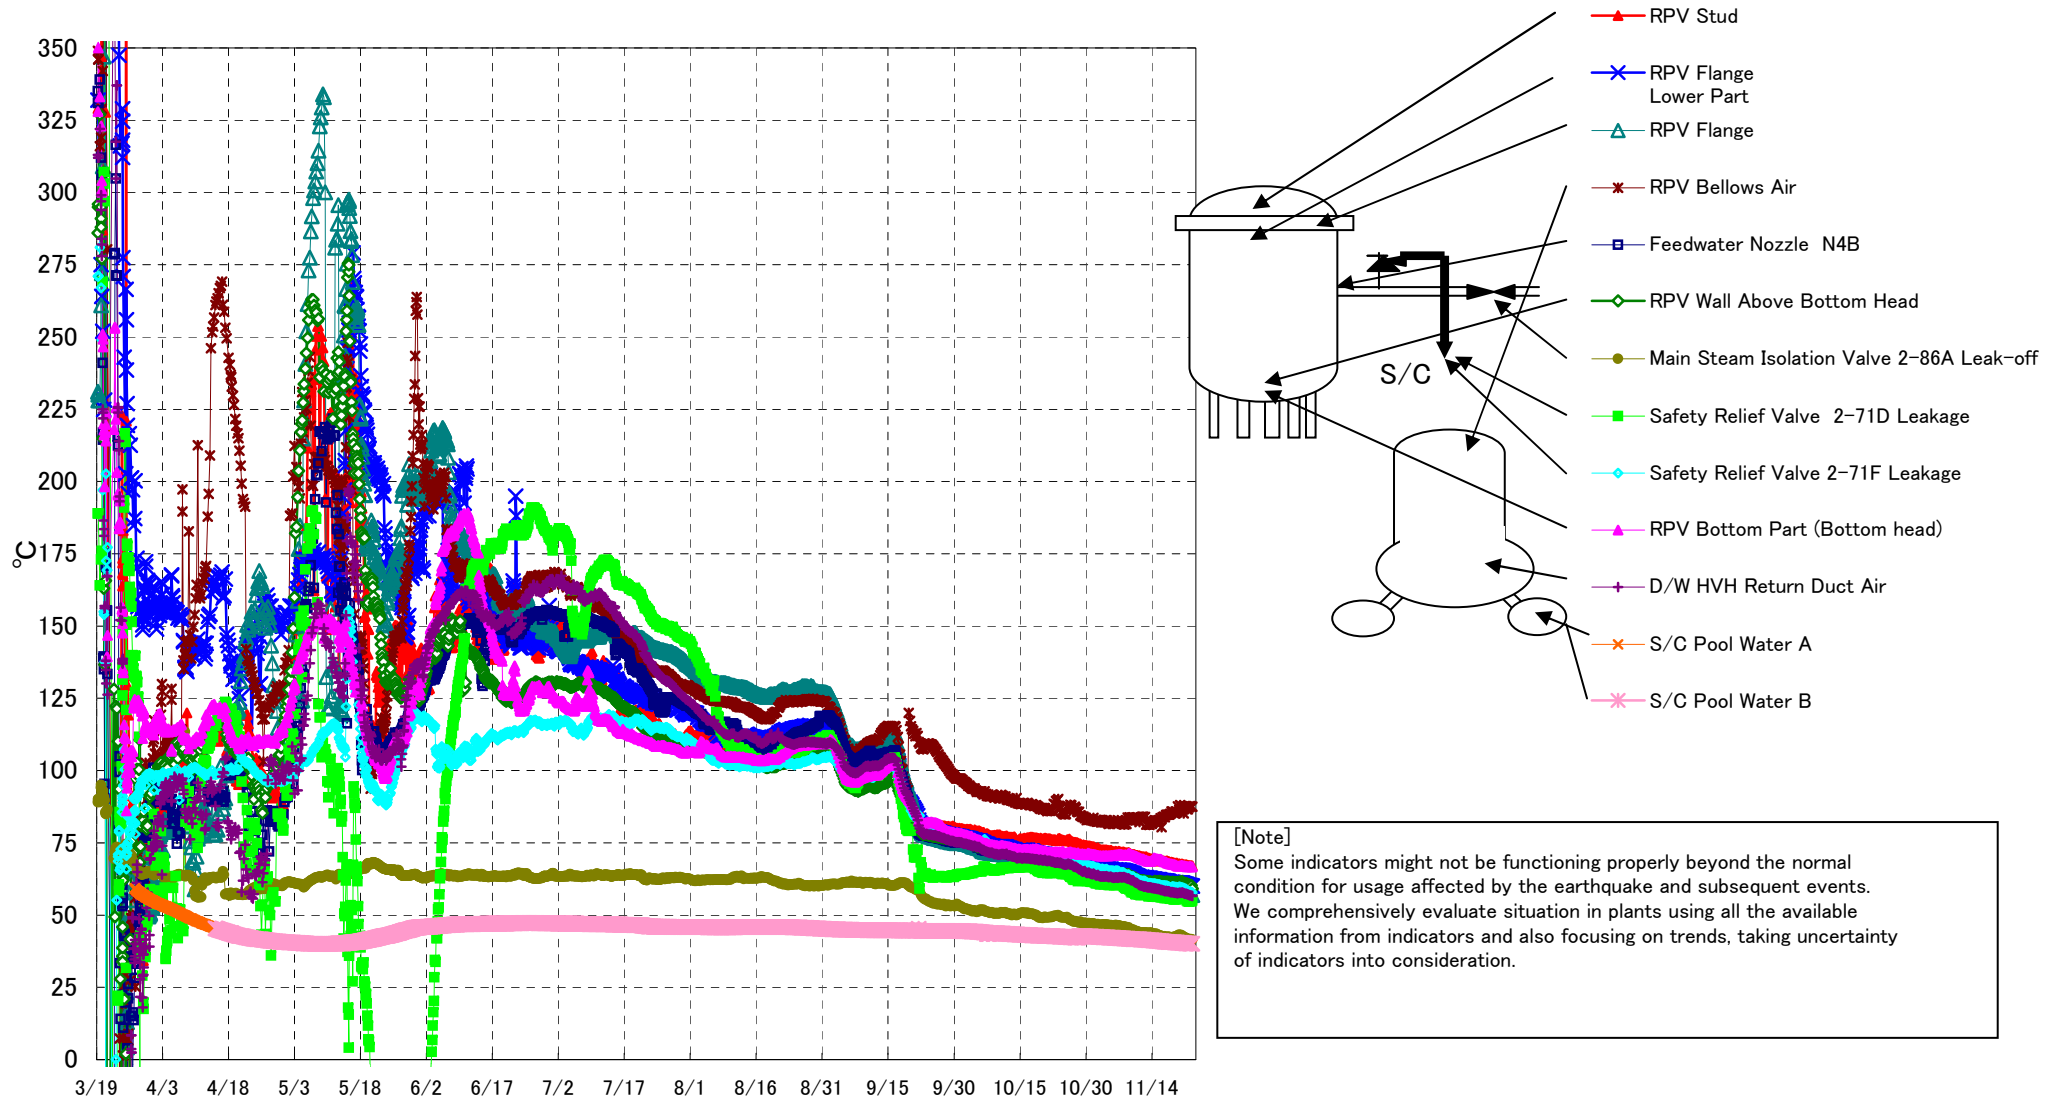 350
325
300
275
250
225
200
175
150
125
100
75
50
25
0
℃
3/19 4/3 4/18 5/3 5/18 6/2 6/17 7/2 7/17 8/1 8/16 8/31 9/15 9/30 10/15 10/30 11/14
S/C
RPV Stud
RPV Flange
Lower Part
RPV Flange
RPV Bellows Air
Feedwater Nozzle N4B
RPV Wall Above Bottom Head
Main Steam Isolation Valve 2-86A Leak-off
Safety Relief Valve 2-71D Leakage
Safety Relief Valve 2-71F Leakage
RPV Bottom Part (Bottom head)
D/W HVH Return Duct Air
S/C Pool Water A
S/C Pool Water B
[Note]
Some indicators might not be functioning properly beyond the normal
condition for usage affected by the earthquake and subsequent events.
We comprehensively evaluate situation in plants using all the available
information from indicators and also focusing on trends, taking uncertainty
of indicators into consideration.